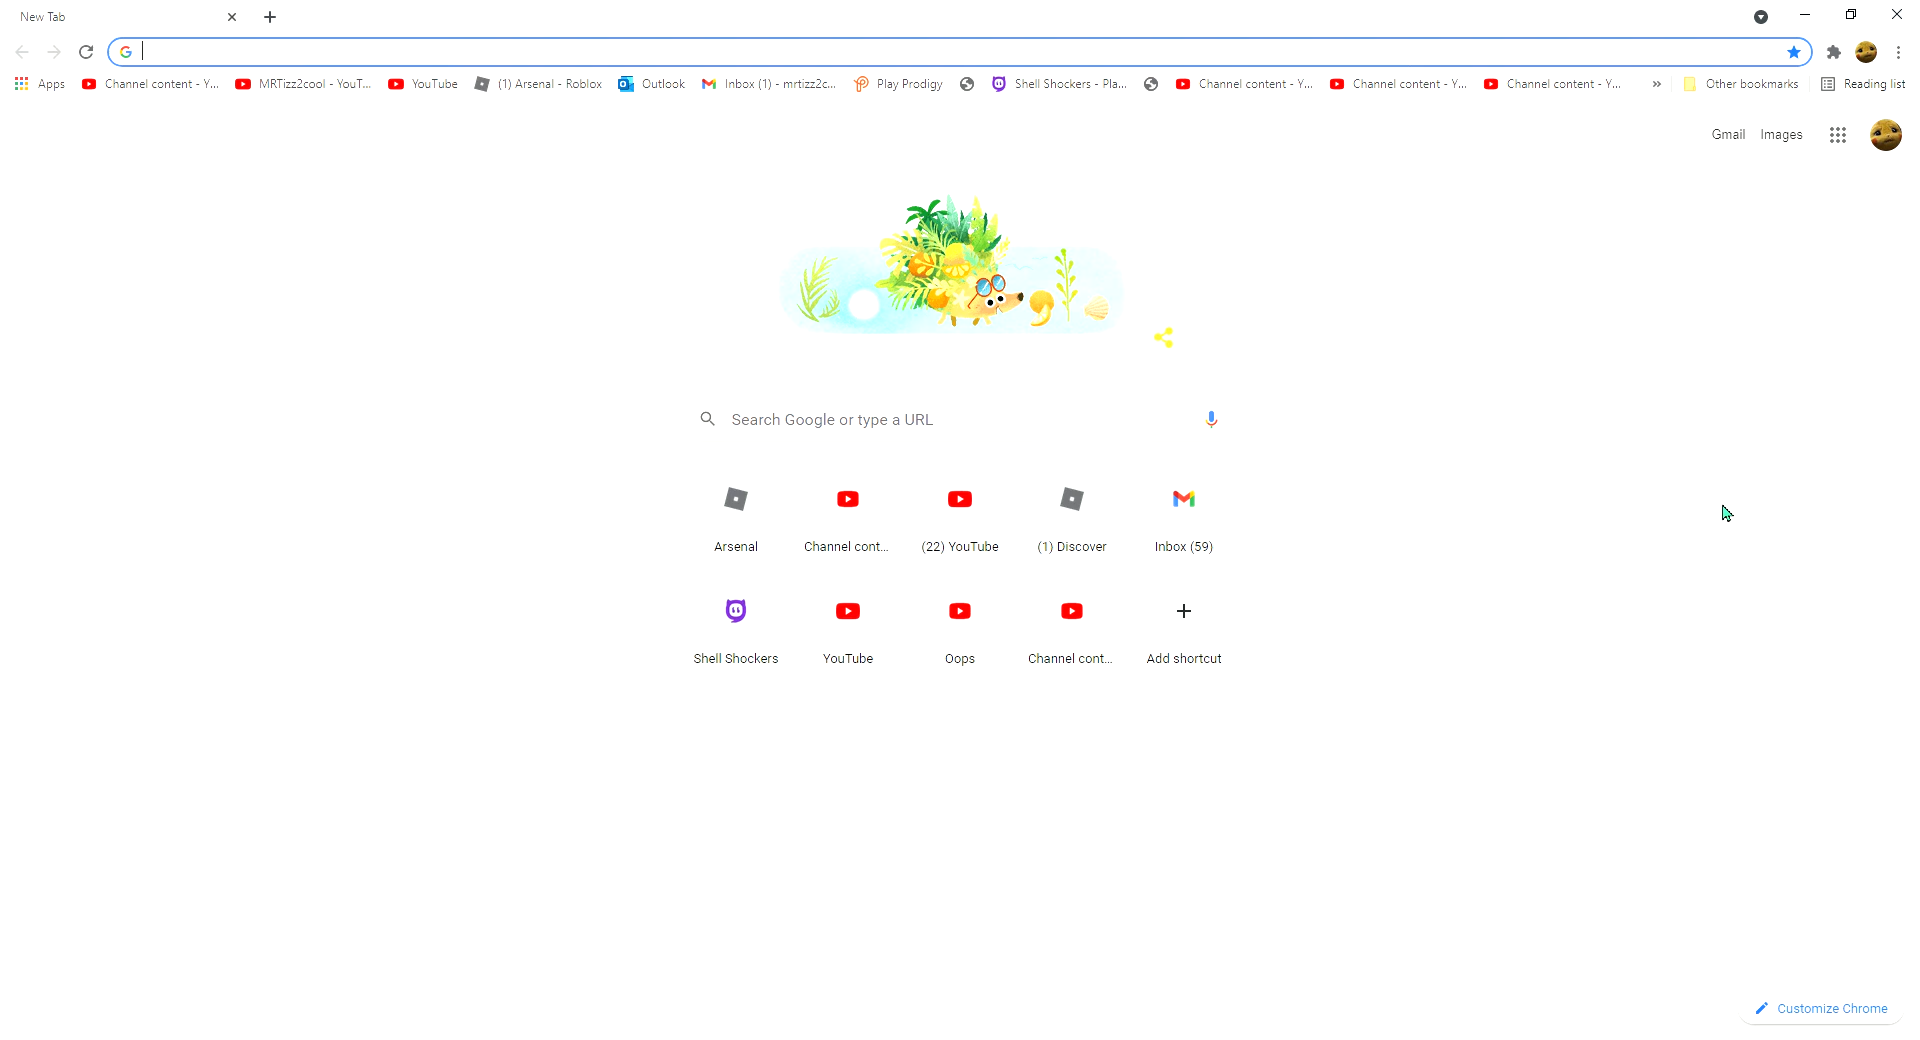 New Tab
Apps Channel content - Y... MRTizz2cool - YouT... YouTube (1) Arsenal - Roblox Outlook Inbox (1) - mrtizz2c... Play Prodigy Shell Shockers - Pla... Channel content - Y... Channel content - Y... Channel content - Y... » Other bookmarks Reading list
Gmail Images
Search Google or type a URL
Arsenal Channel cont... (22) YouTube (1) Discover Inbox (59)
Shell Shockers YouTube Oops Channel cont... Add shortcut
Customize Chrome